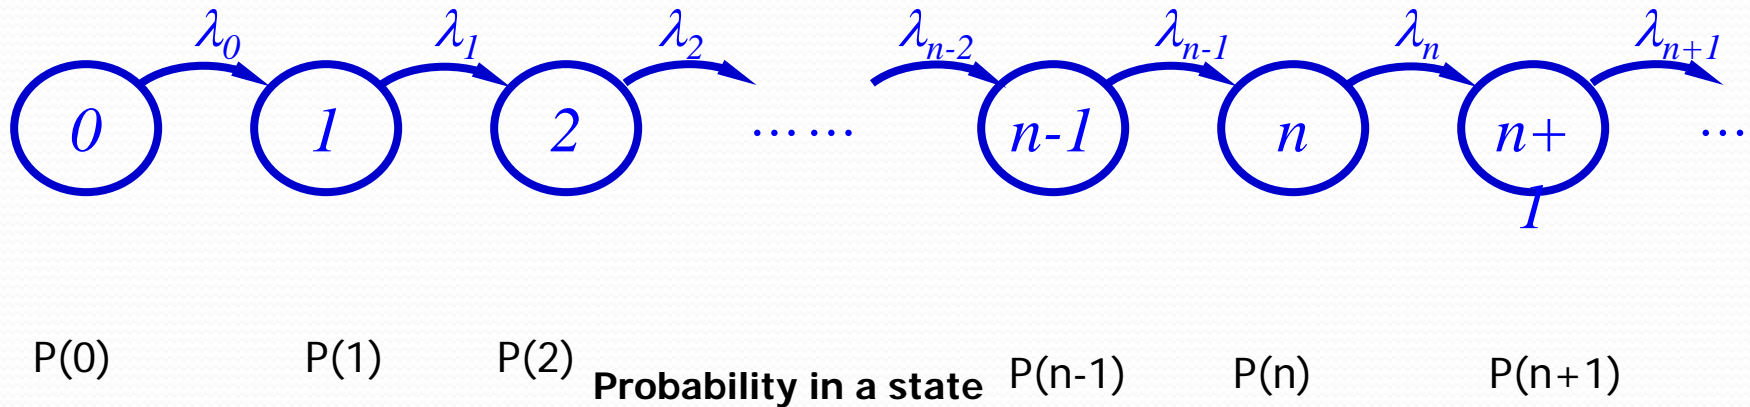 λ0 λ1 λ2 λn-2 λn-1 λn λn+1
0 1 2 ...... n-1 n n+ ...
1
P(0) P(1) P(2) P(n-1) P(n) P(n+1)
Probability in a state